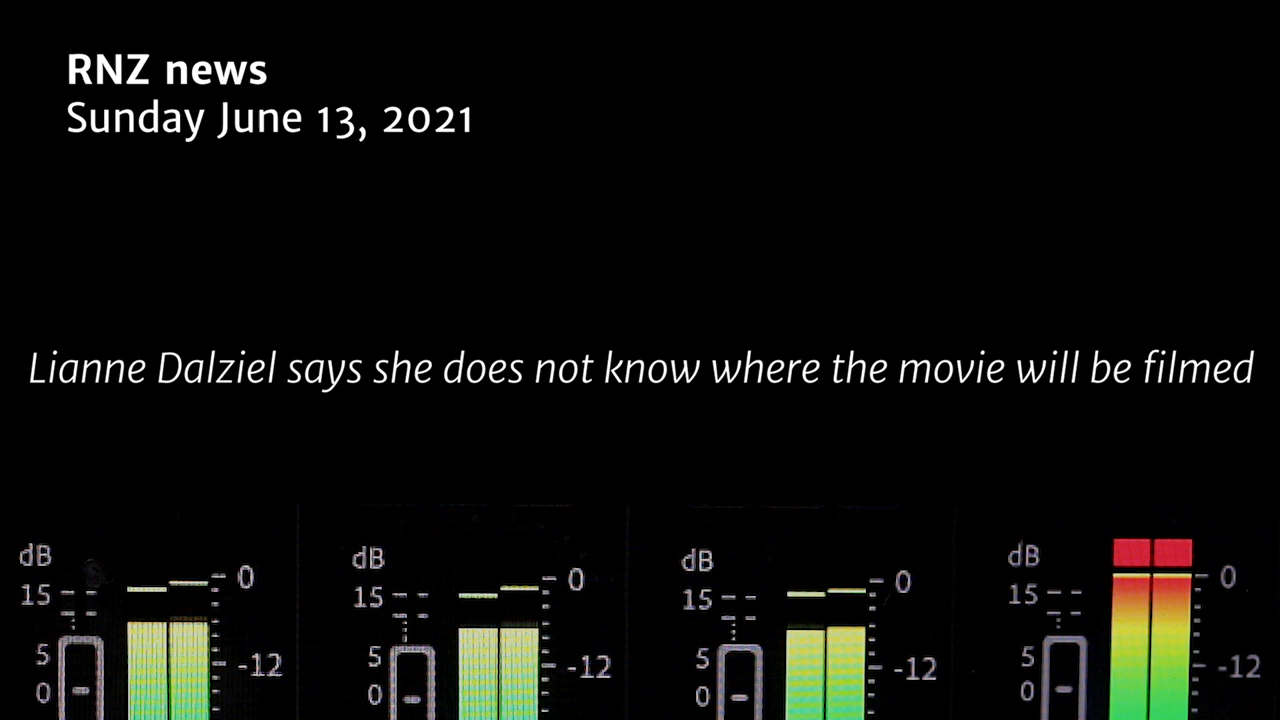 RNZ news
Sunday June 13, 2021
Lianne Dalziel says she does not know where the movie will be filmed
dB 15 5 0 0 -12
dB 15 5 0 0 -12
dB 15 5 0 0 -12
dB 15 5 0 0 -12